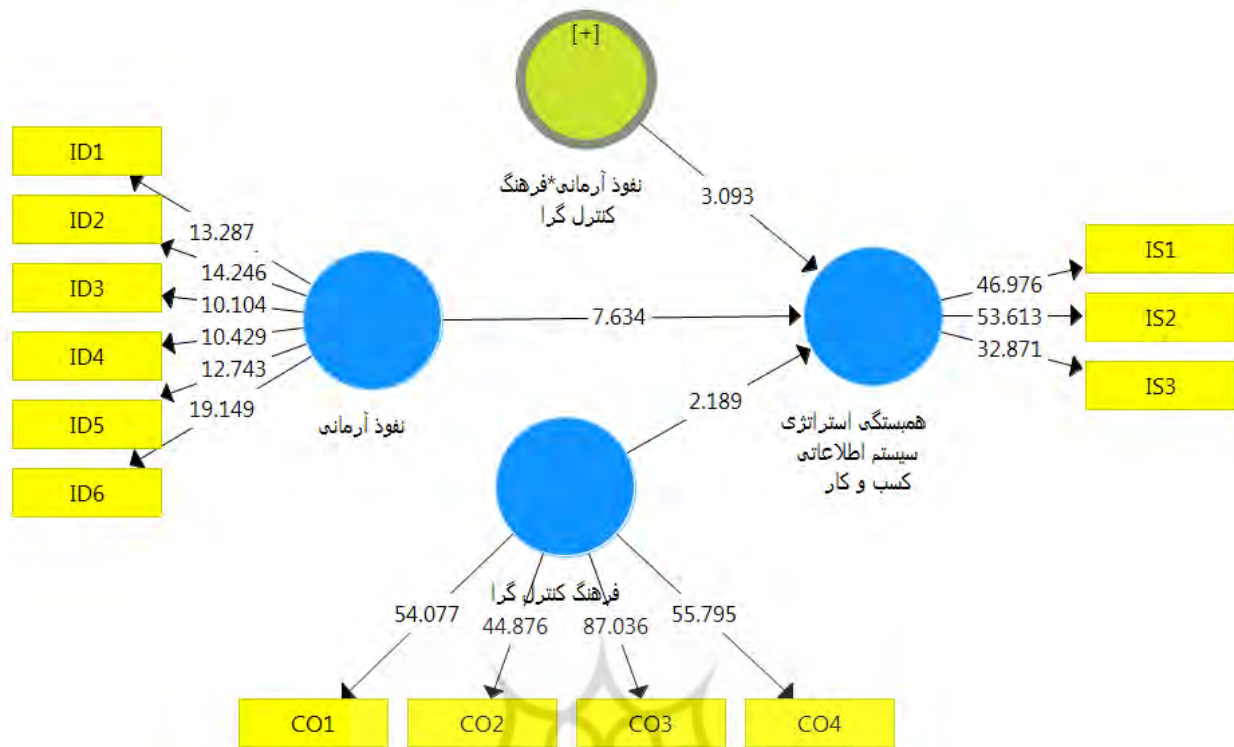 [+]
نفوذ آرمانی*فرهنگ
کنترل گرا
3.093
ID1
ID2
ID3
ID4
ID5
ID6
13.287
14.246
10.104
10.429
12.743
19.149
نفوذ آرمانی
7.634
2.189
همبستگی استراتژی
سیستم اطلاعاتی
کسب و کار
46.976
53.613
32.871
IS1
IS2
IS3
فرهنگ کنترل گرا
54.077
44.876
87.036
55.795
CO1
CO2
CO3
CO4